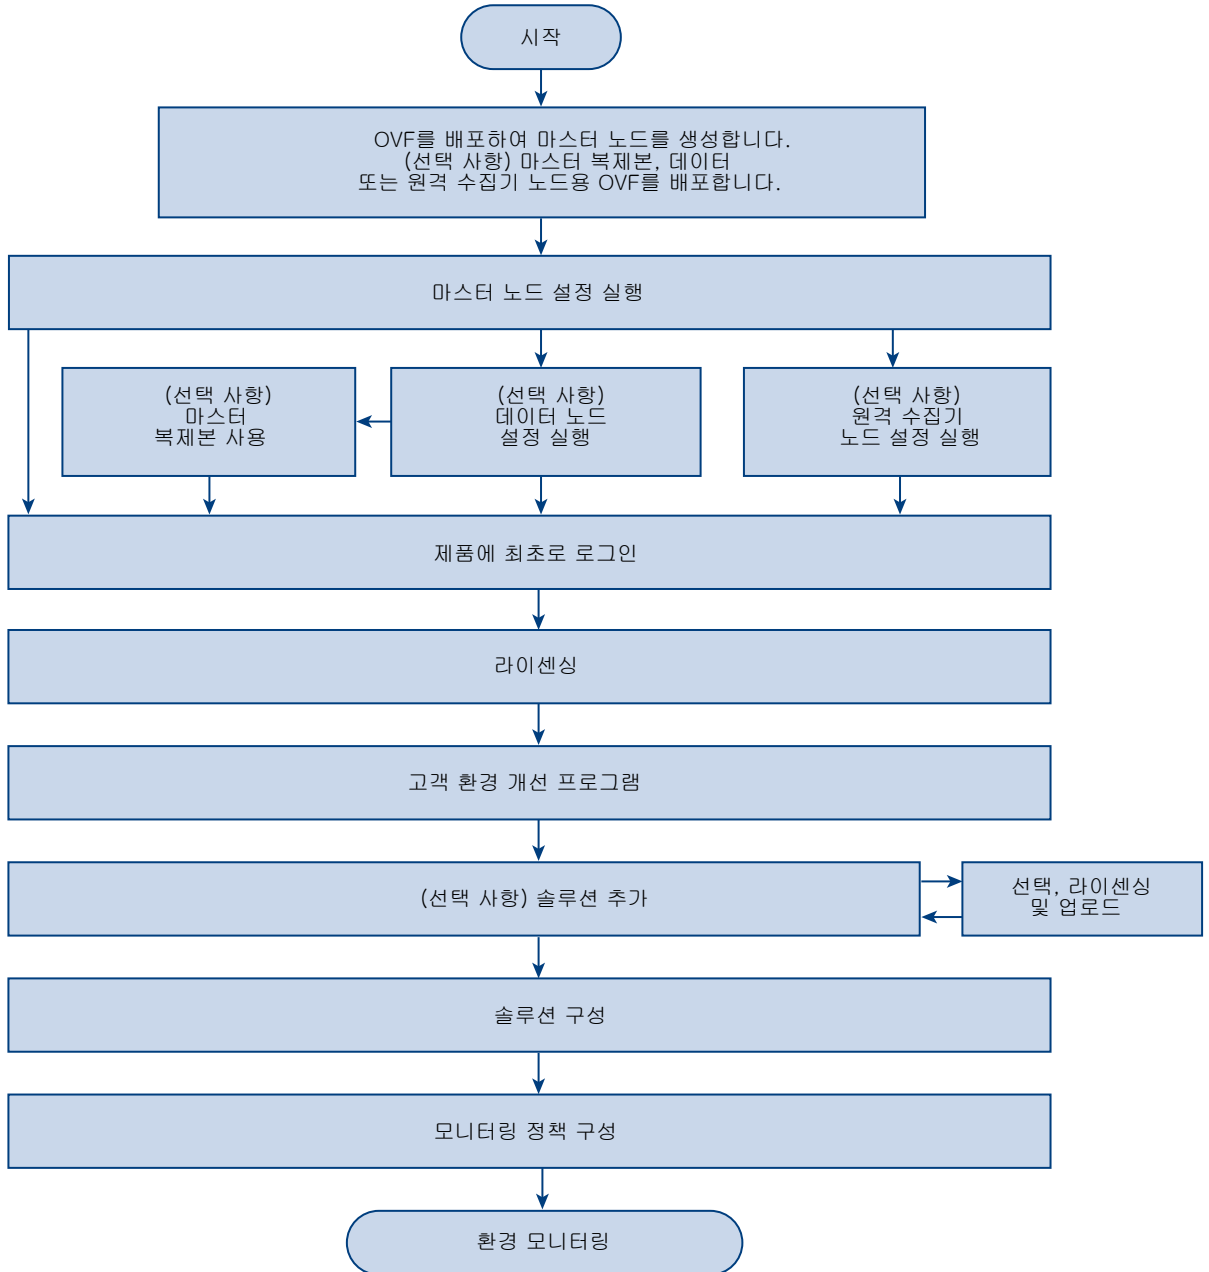 시작
OVF를 배포하여 마스터 노드를 생성합니다.
(선택 사항) 마스터 복제본, 데이터
또는 원격 수집기 노드용 OVF를 배포합니다.
마스터 노드 설정 실행
(선택 사항)
마스터
복제본 사용
(선택 사항)
데이터 노드
설정 실행
(선택 사항)
원격 수집기
노드 설정 실행
제품에 최초로 로그인
라이센싱
고객 환경 개선 프로그램
(선택 사항) 솔루션 추가
선택, 라이센싱
및 업로드
솔루션 구성
모니터링 정책 구성
환경 모니터링